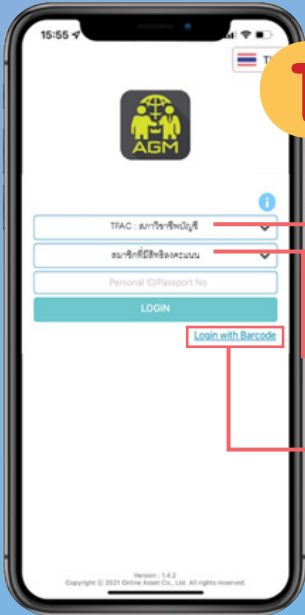 15:55
AGM
TFAC : สภาวิชาชีพบัญชี
สมาชิกที่มีสิทธิลงคะแนน
Personal ID/Passport No
LOGIN
Login with Barcode
Version : 1.4.2
Copyright © 2021 Online Asset Co., Ltd. All rights reserved.